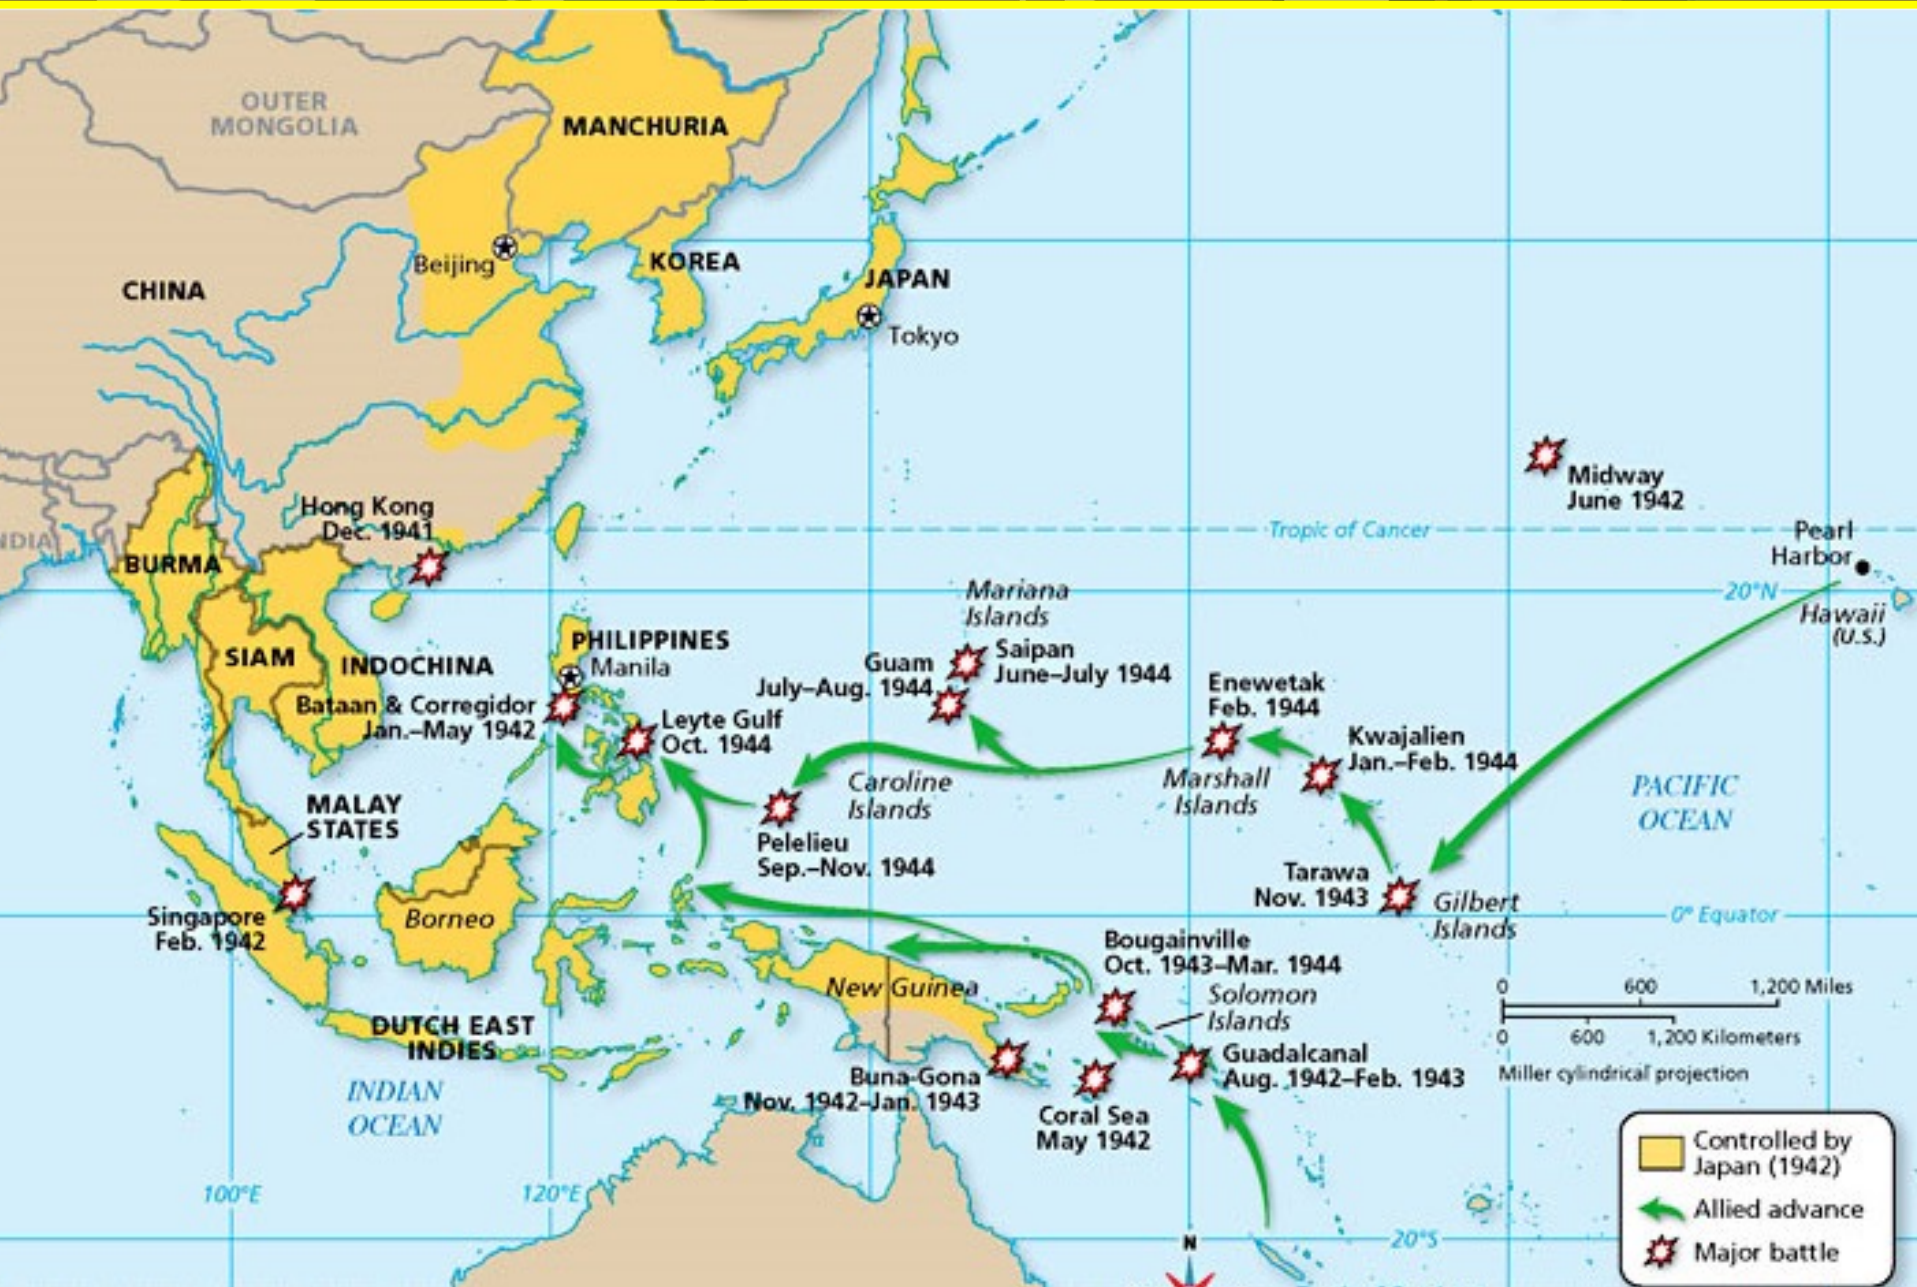 OUTER
MONGOLIA
MANCHURIA
Beijing
KOREA
CHINA
JAPAN
Tokyo
Midway
June 1942
Hong Kong
Dec. 1941
Tropic of Cancer
Pearl
Harbor
NDIA
BURMA
20°N
Hawaii
(U.S.)
Mariana
Islands
PHILIPPINES
Manila
SIAM
INDOCHINA
Guam
July–Aug. 1944
Saipan
June–July 1944
Bataan & Corregidor
Jan.–May 1942
Leyte Gulf
Oct. 1944
Enewetak
Feb. 1944
Kwajalien
Jan.–Feb. 1944
Caroline
Islands
Marshall
Islands
PACIFIC
OCEAN
MALAY
STATES
Pelelieu
Sep.–Nov. 1944
Tarawa
Nov. 1943
Gilbert
Islands
0° Equator
Singapore
Feb. 1942
Borneo
Bougainville
Oct. 1943–Mar. 1944
New Guinea
Solomon
Islands
0 600 1,200 Miles
0 600 1,200 Kilometers
Miller cylindrical projection
DUTCH EAST
INDIES
Guadalcanal
Aug. 1942–Feb. 1943
Buna-Gona
Nov. 1942–Jan. 1943
INDIAN
OCEAN
Coral Sea
May 1942
100°E
120°E
20°S
N
Controlled by
Japan (1942)
Allied advance
Major battle